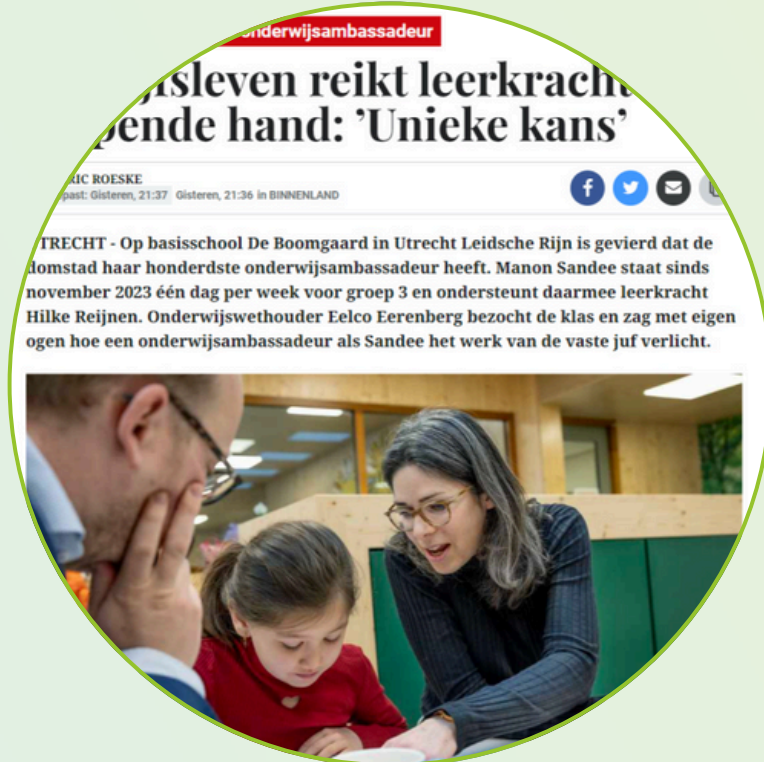 onderwijsambassadeur
jfsleven reikt leerkracht
pende hand: ’Unieke kans’
RIC ROESKE
past: Gisteren, 21:37 Gisteren, 21:36 in BINNENLAND
TRECHT - Op basisschool De Boomgaard in Utrecht Leidsche Rijn is gevierd dat de
domstad haar honderdste onderwijsambassadeur heeft. Manon Sandee staat sinds
november 2023 één dag per week voor groep 3 en ondersteunt daarmee leerkracht
Hilke Reijnen. Onderwijswethouder Eelco Eerenberg bezocht de klas en zag met eigen
ogen hoe een onderwijsambassadeur als Sandee het werk van de vaste juf verlicht.